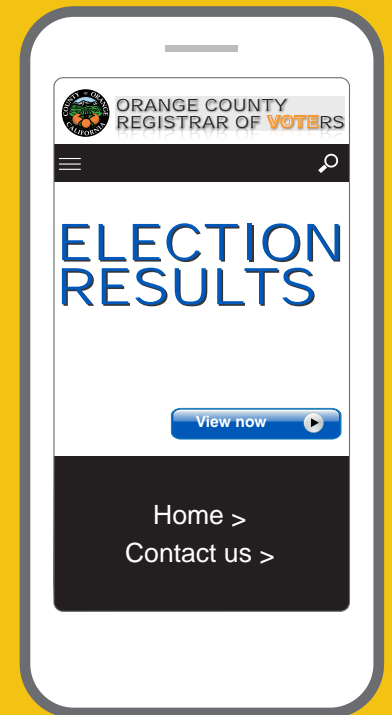 COUNTY OF ORANGE
CALIFORNIA
ORANGE COUNTY
REGISTRAR OF VOTERS
ELECTION
RESULTS
View now
Home >
Contact us >